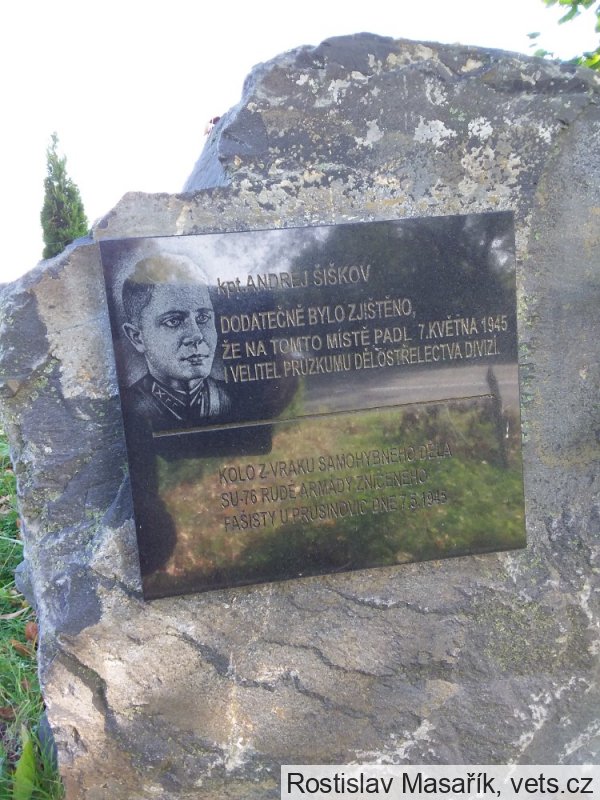 kpt. ANDREJ ŠIŠKOV
DODATEČNĚ BYLO ZJIŠTĚNO,
ŽE NA TOMTO MÍSTĚ PADL 7.KVĚTNA 1945
I VELITEL PRŮZKUMU DĚLOSTŘELECTVA DIVIZÍ.
KOLO Z VRAKU SAMOHYBNÉHO DĚLA
SU-76 RUDÉ ARMÁDY ZNIČENÉHO
FAŠISTY U PRUSINOVIC DNE 7.5.1945
Rostislav Masařík, vets.cz